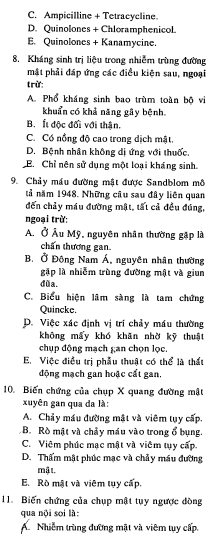 C. Ampicilline + Tetracycline.
D. Quinolones + Chloramphenicol.
E. Quinolones + Kanamycine.
8. Kháng sinh trị liệu trong nhiễm trùng đường
mật phải đáp ứng các điều kiện sau, ngoại
trừ:
A. Phổ kháng sinh bao trùm toàn bộ vi
khuẩn có khả năng gây bệnh.
B. Ít độc đối với thận.
C. Có nồng độ cao trong dịch mật.
D. Bệnh nhân không dị ứng với thuốc.
E. Chỉ nên sử dụng một loại kháng sinh.
9. Chảy máu đường mật được Sandblom mô
tả năm 1948. Những câu sau đây liên quan
đến chảy máu đường mật, tất cả đều đúng,
ngoại trừ:
A. Ở Âu Mỹ, nguyên nhân thường gặp là
chấn thương gan.
B. Ở Đông Nam Á, nguyên nhân thường
gặp là nhiễm trùng đường mật và giun
đũa.
C. Biểu hiện lâm sàng là tam chứng
Quincke.
D. Việc xác định vị trí chảy máu thường
không mấy khó khăn nhờ kỹ thuật
chụp động mạch gan chọn lọc.
E. Việc điều trị phẫu thuật có thể là thắt
động mạch gan hoặc cắt gan.
10. Biến chứng của chụp X quang đường mật
xuyên gan qua da là:
A. Chảy máu đường mật và viêm tụy cấp.
B. Rò mật và chảy máu vào trong ổ bụng.
C. Viêm phúc mạc mật và viêm tụy cấp.
D. Thấm mật phúc mạc và chảy máu đường
mật.
E. Rò mật và viêm tụy cấp.
11. Biến chứng của chụp mật tụy ngược dòng
qua nội soi là:
A. Nhiễm trùng đường mật và viêm tụy cấp.